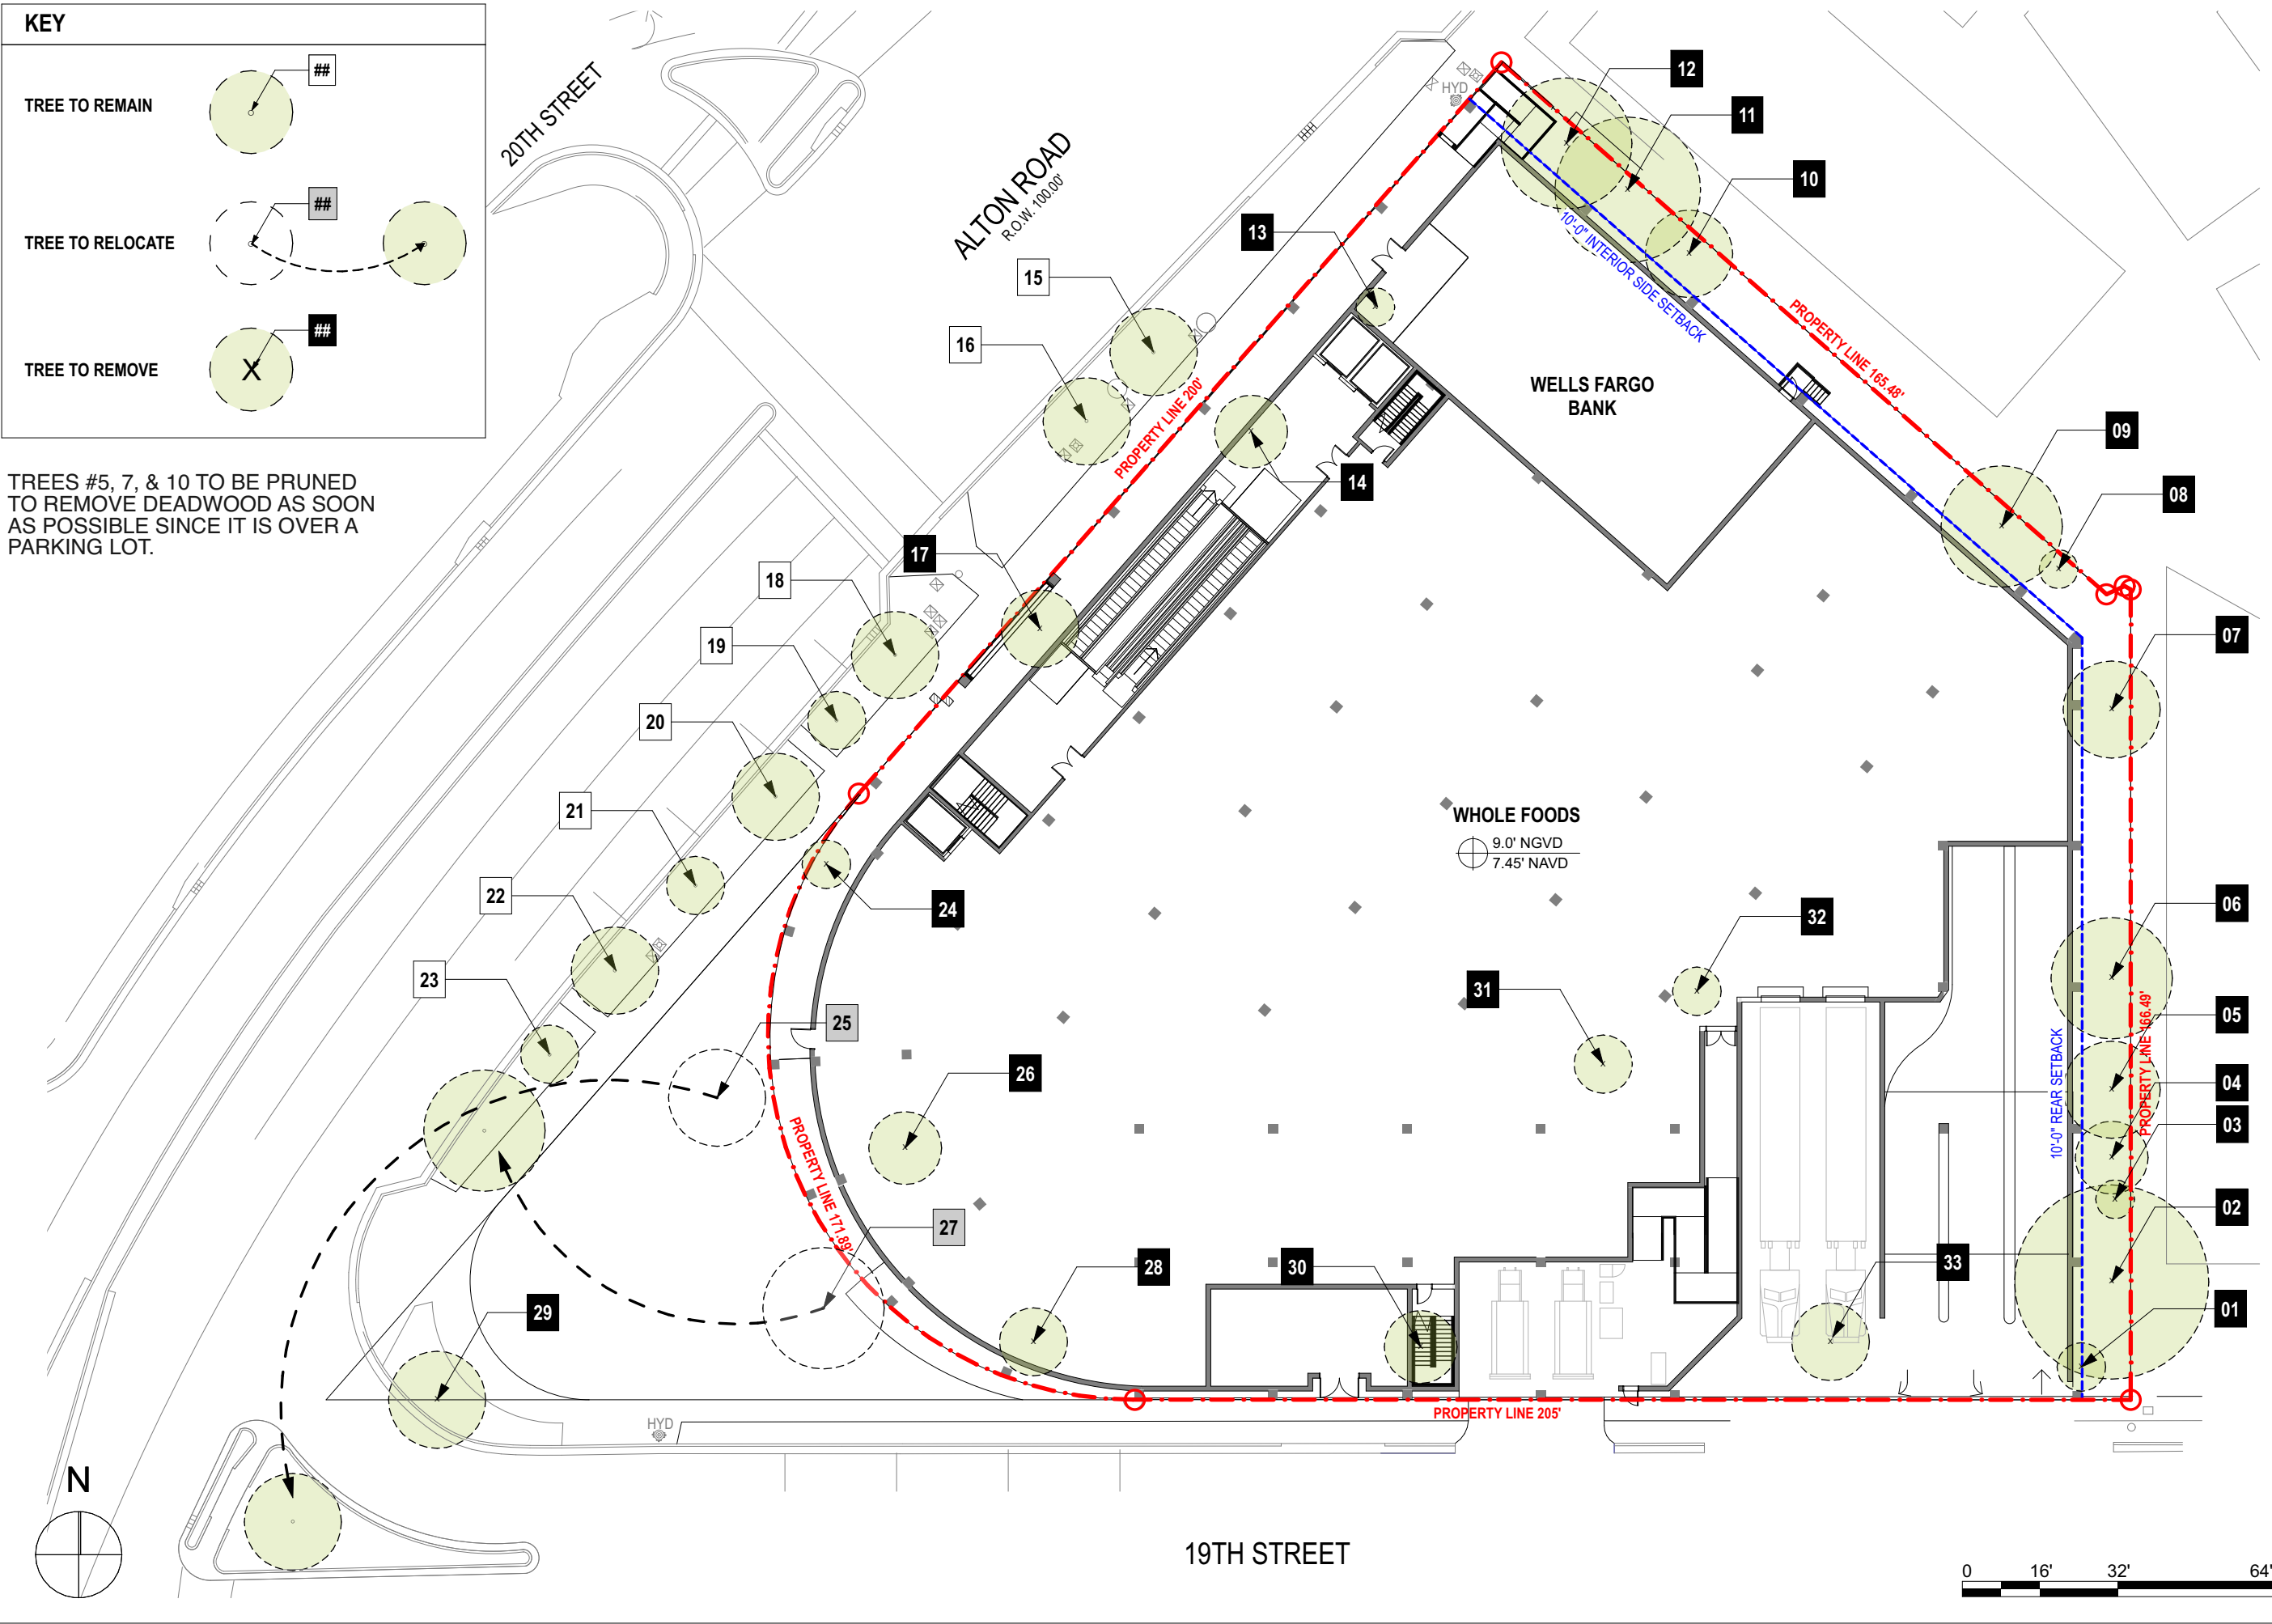 KEY
##
TREE TO REMAIN
##
TREE TO RELOCATE
##
TREE TO REMOVE
X
TREES #5, 7, & 10 TO BE PRUNED
TO REMOVE DEADWOOD AS SOON
AS POSSIBLE SINCE IT IS OVER A
PARKING LOT.
20TH STREET
ALTON ROAD
R.O.W. 100.00'
HYD
12
11
10
13
15
16
10'-0" INTERIOR SIDE SETBACK
PROPERTY LINE 165.48'
PROPERTY LINE 200'
WELLS FARGO
BANK
09
08
14
17
18
19
20
07
21
WHOLE FOODS
9.0' NGVD
7.45' NAVD
22
24
32
06
23
31
25
05
PROPERTY LINE 166.49'
10'-0" REAR SETBACK
26
04
03
PROPERTY LINE 171.89'
02
27
28
30
33
29
01
HYD
PROPERTY LINE 205'
N
19TH STREET
0 16' 32' 64'